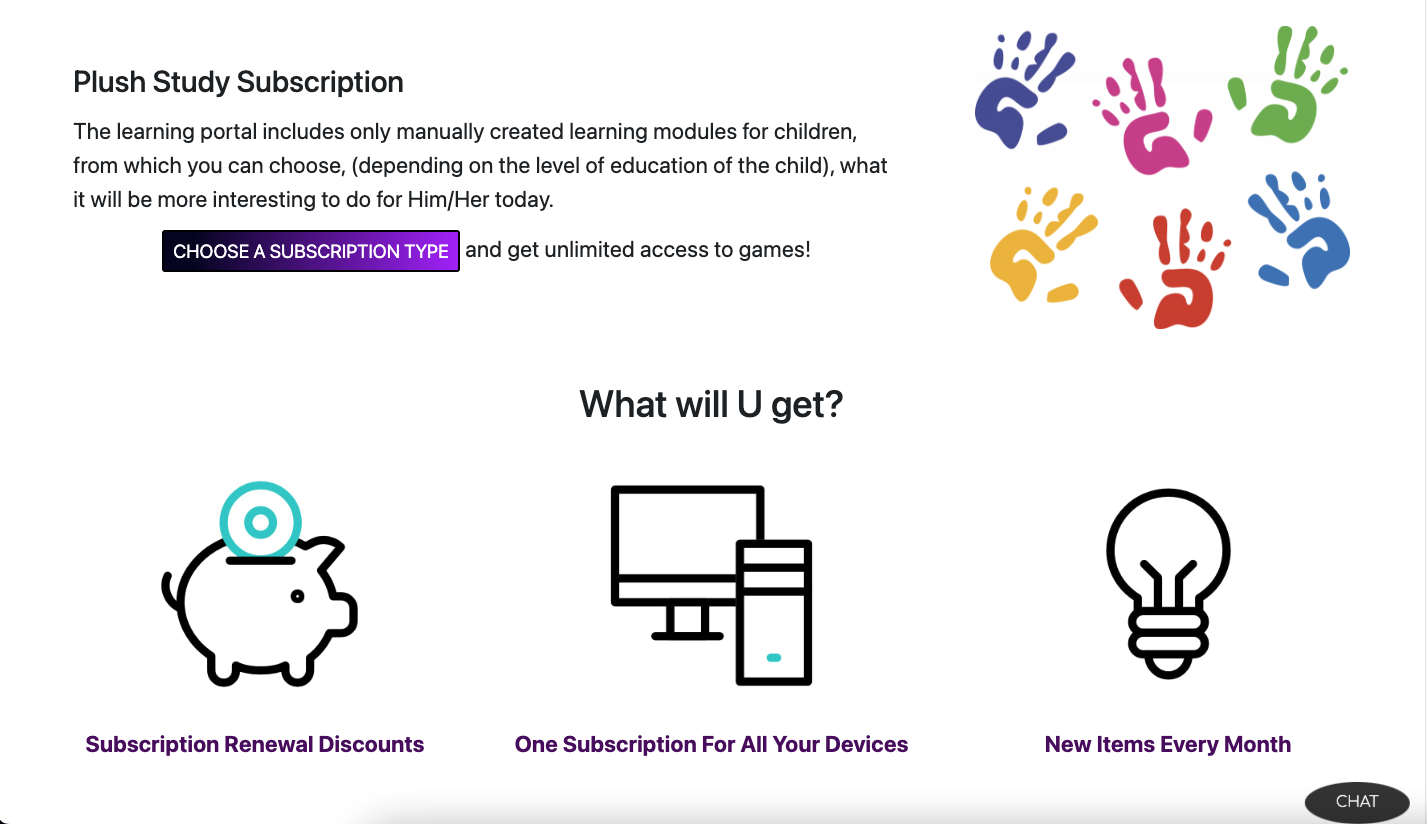 Plush Study Subscription
The learning portal includes only manually created learning modules for children,
from which you can choose, (depending on the level of education of the child), what
it will be more interesting to do for Him/Her today.
CHOOSE A SUBSCRIPTION TYPE and get unlimited access to games!
What will U get?
Subscription Renewal Discounts
One Subscription For All Your Devices
New Items Every Month
CHAT